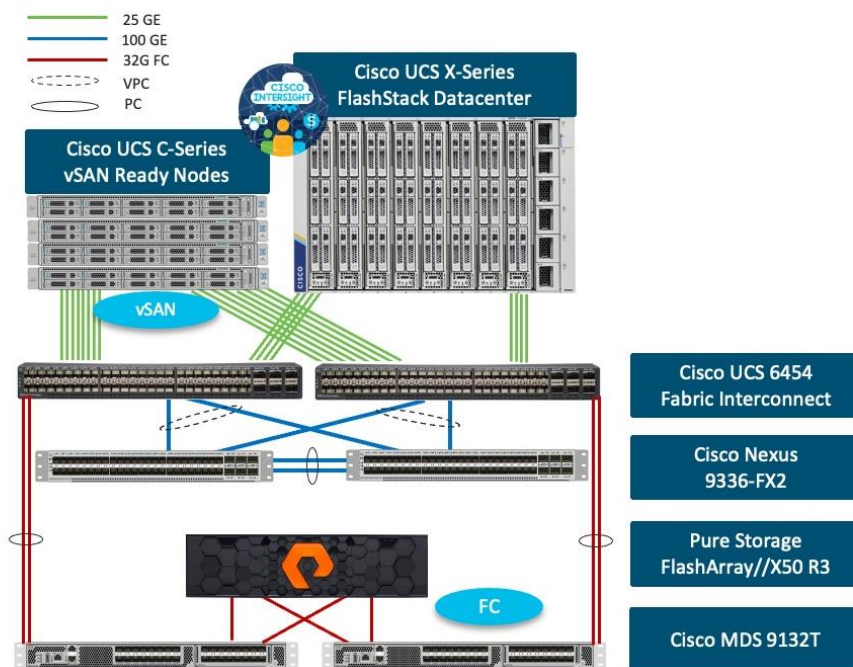 25 GE
100 GE
32G FC
VPC
PC
CISCO
INTERSIGHT
Cisco UCS X-Series
FlashStack Datacenter
Cisco UCS C-Series
vSAN Ready Nodes
CISCO
vSAN
Cisco UCS 6454
Fabric Interconnect
Cisco Nexus
9336-FX2
Pure Storage
FlashArray//X50 R3
FC
Cisco MDS 9132T